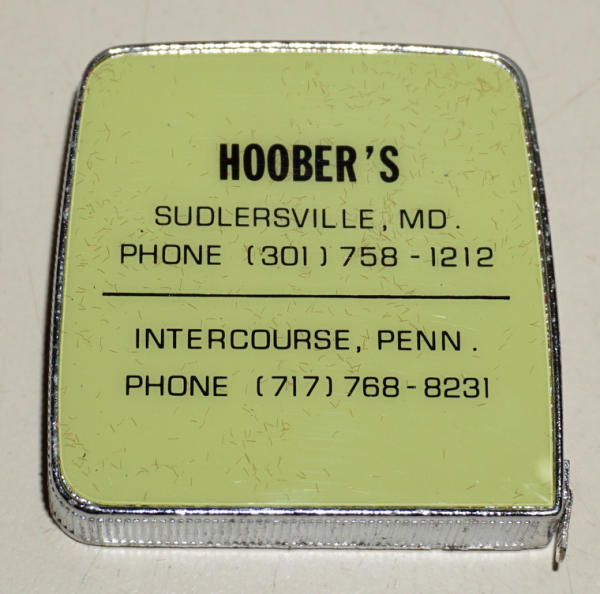 HOOBER'S
SUDLERSVILLE, MD.
PHONE (301) 758-1212
INTERCOURSE, PENN.
PHONE (717) 768-8231